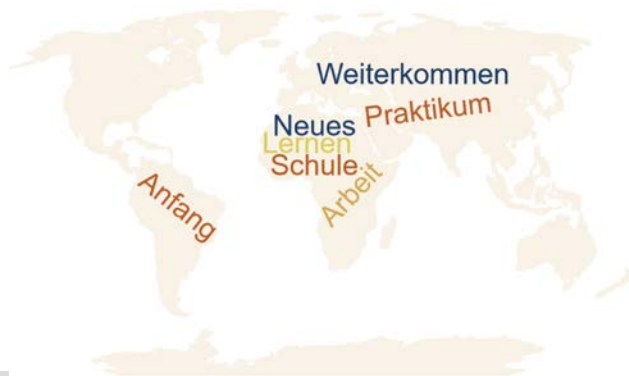 Weiterkommen
Praktikum
Neues
Lernen
Schule
Arbeit
Anfang